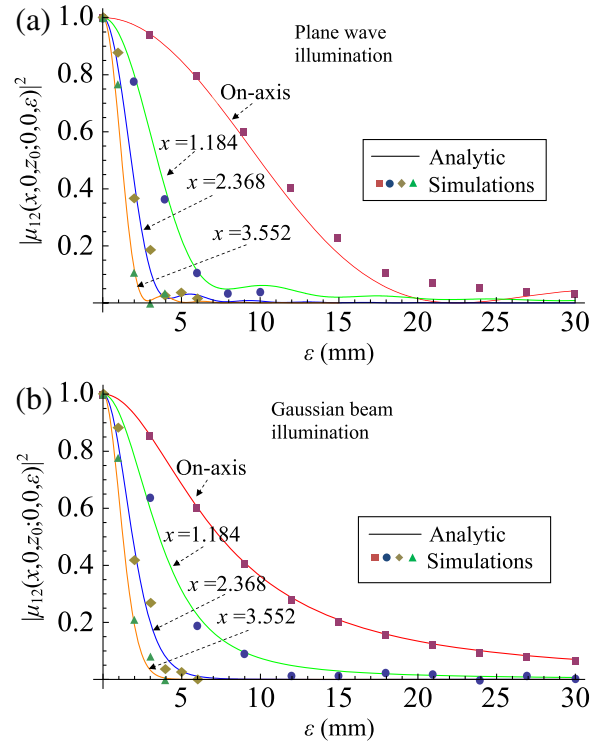 (a)
Plane wave
illumination
On-axis
x=1.184
x=2.368
x=3.552
Analytic
Simulations
|μ₁₂(x,0,z₀;0,0,ε)|²
1.0
0.8
0.6
0.4
0.2
5 10 15 20 25 30
ε (mm)
(b)
Gaussian beam
illumination
On-axis
x=1.184
x=2.368
x=3.552
Analytic
Simulations
|μ₁₂(x,0,z₀;0,0,ε)|²
1.0
0.8
0.6
0.4
0.2
5 10 15 20 25 30
ε (mm)